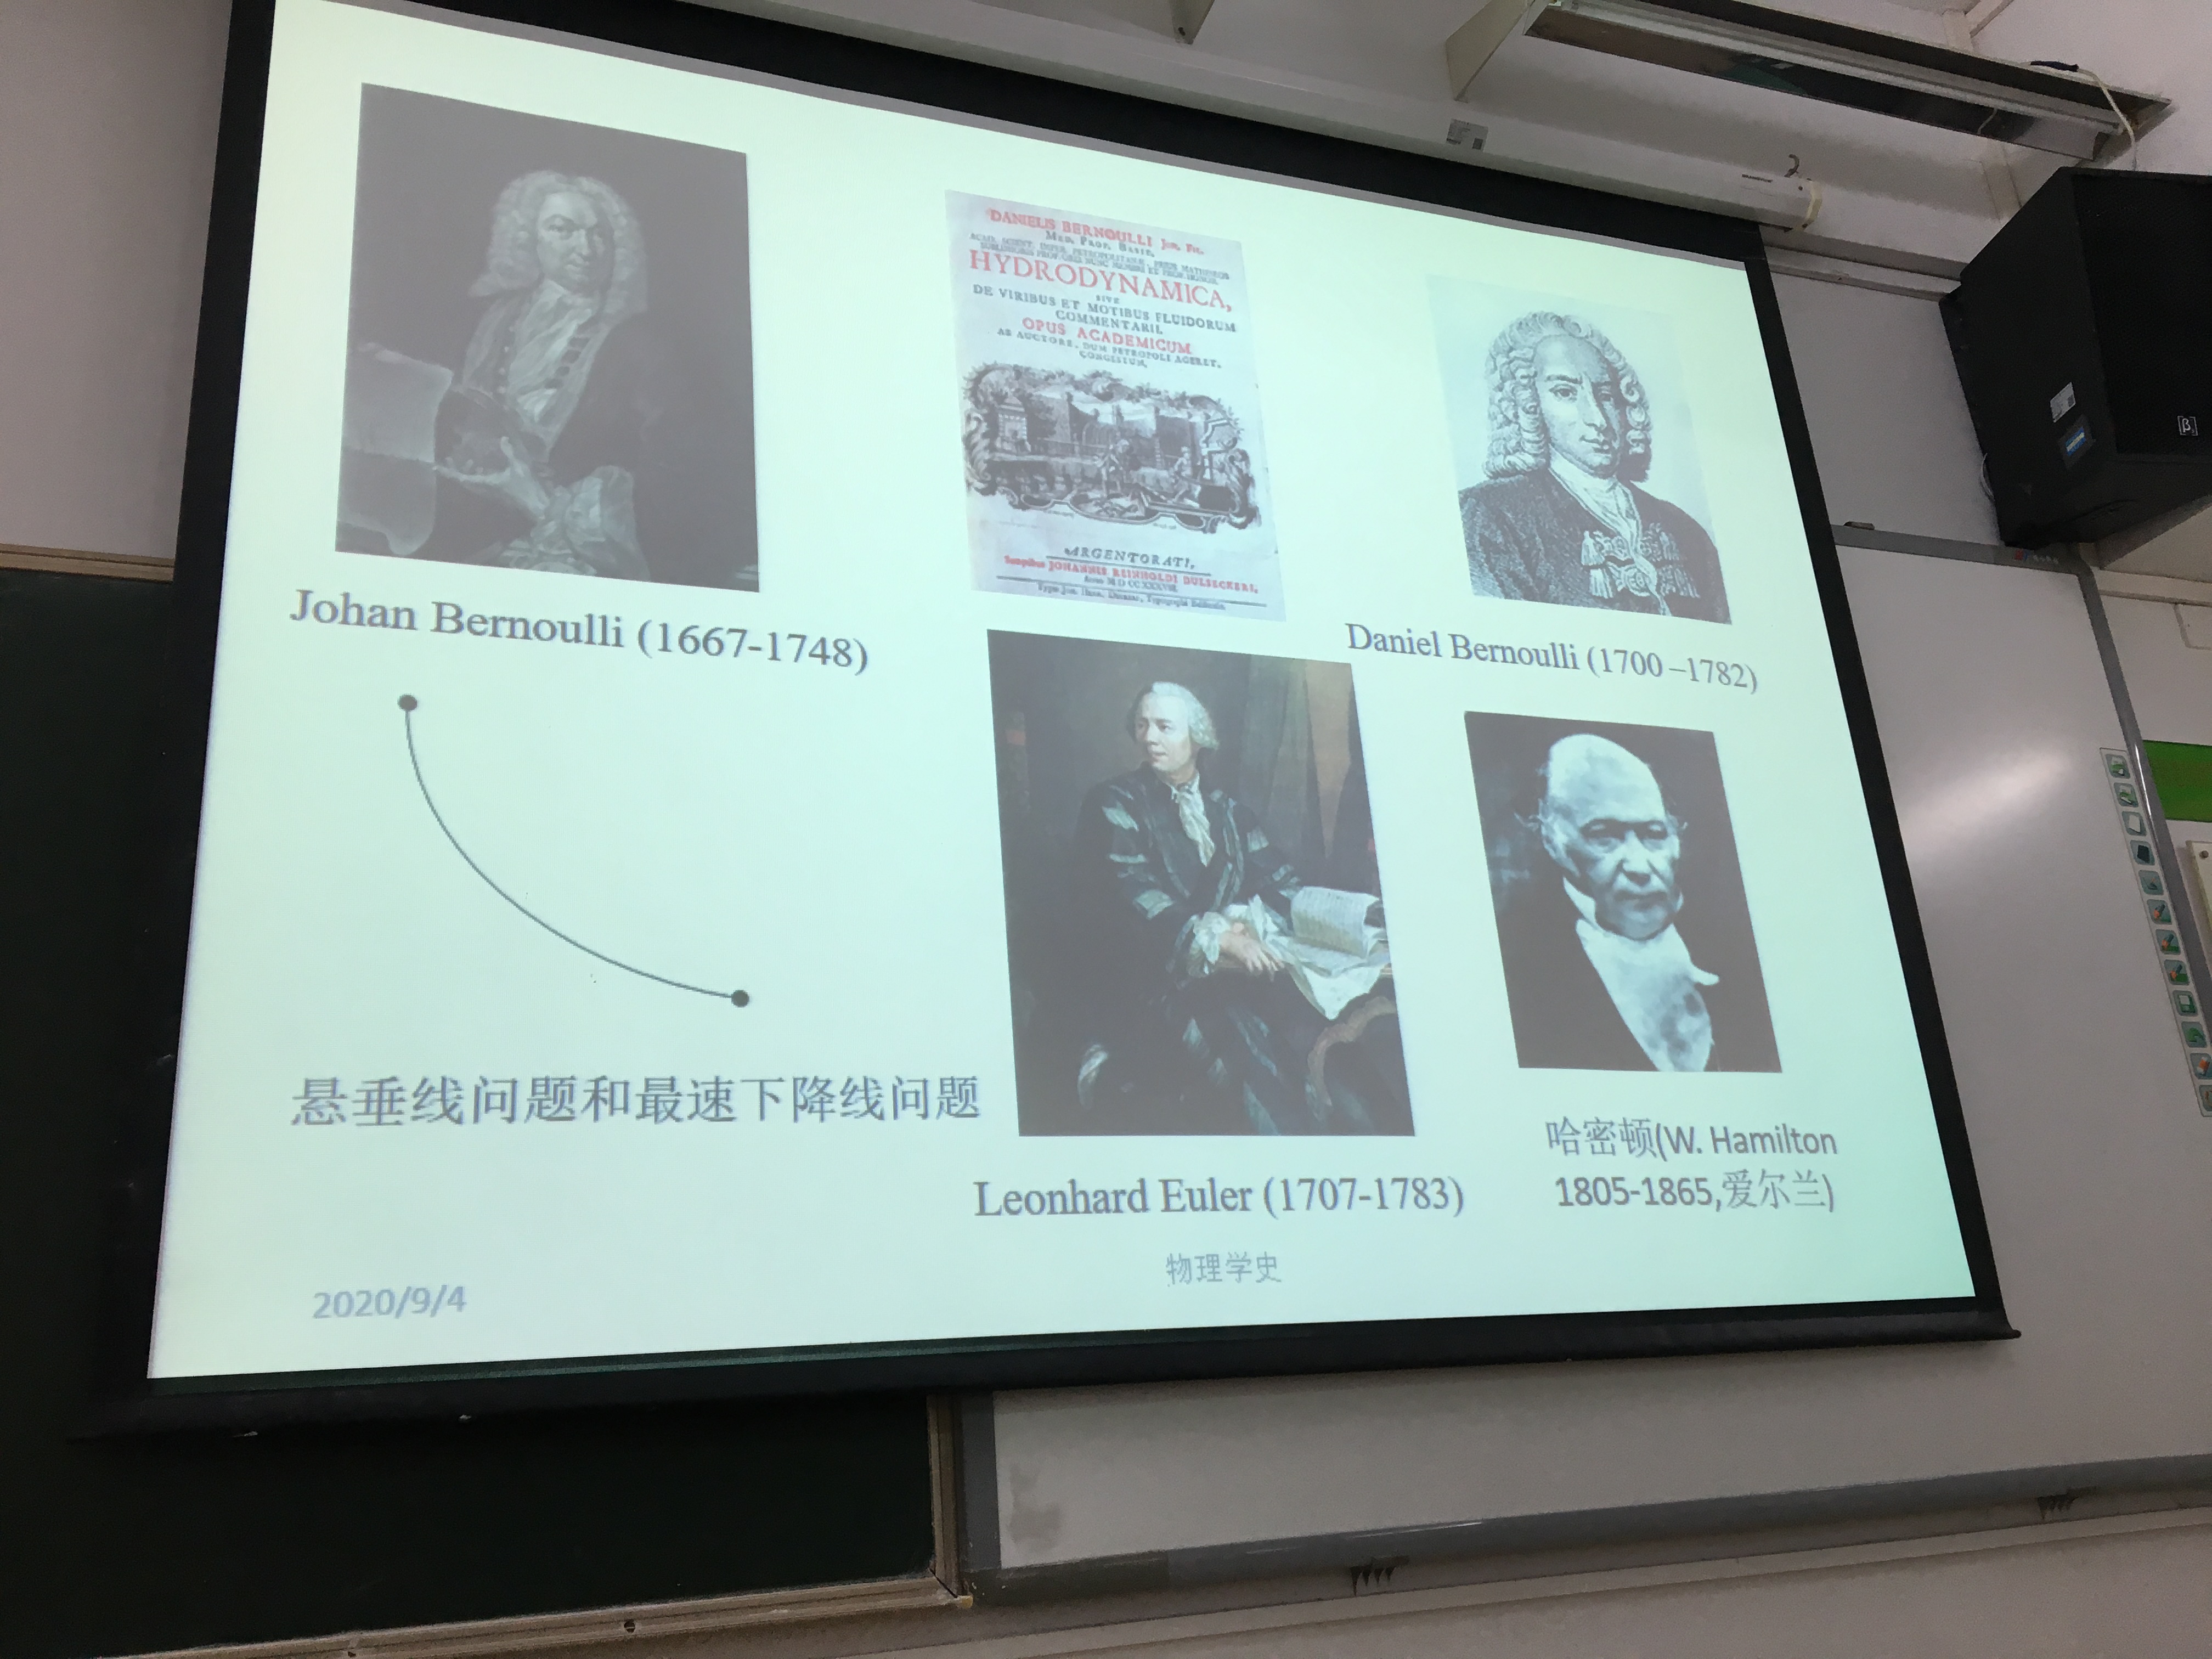 DANIELIS BERNOULLI Joh. Fil.
Med. Prof. Basil.
HYDRODYNAMICA,
SIVE
DE VIRIBUS ET MOTIBUS FLUIDORUM
COMMENTARII.
OPUS ACADEMICUM
AB AUCTORE, DUM PETROPOLI AGERET,
CONGESTUM.
ARGENTORATI,
Sumptibus JOHANNIS REINHOLDI DULSECKERI,
Anno M D CC XXXVIII.
Johan Bernoulli (1667-1748)
Daniel Bernoulli (1700 –1782)
悬垂线问题和最速下降线问题
Leonhard Euler (1707-1783)
哈密顿(W. Hamilton
1805-1865,爱尔兰)
2020/9/4
物理学史
[β]